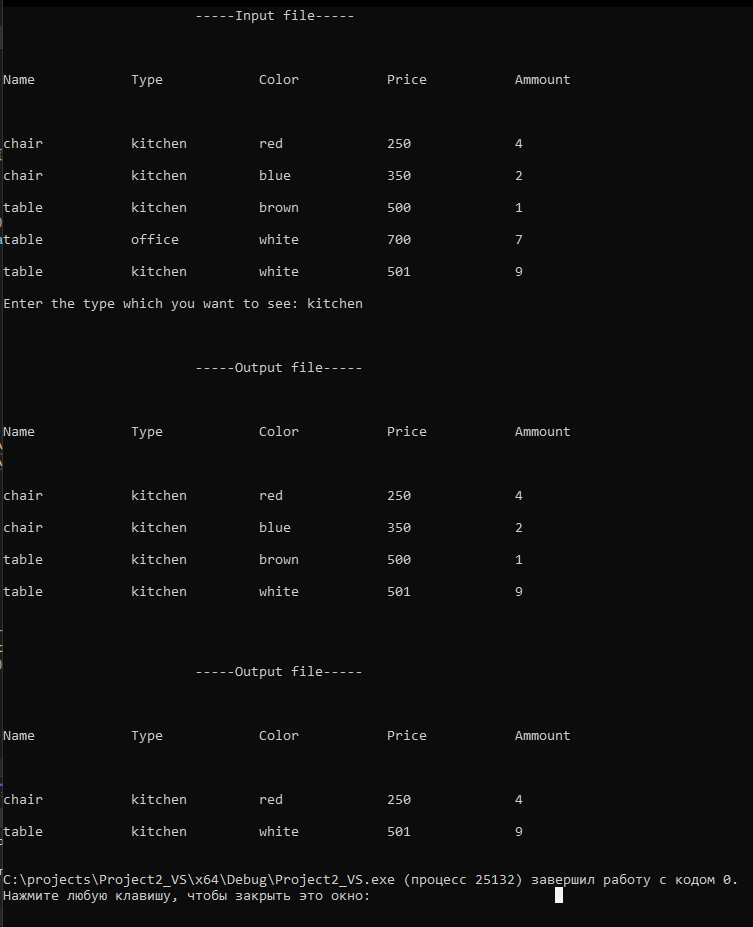 -----Input file-----
Name Type Color Price Ammount
chair kitchen red 250 4
chair kitchen blue 350 2
table kitchen brown 500 1
table office white 700 7
table kitchen white 501 9
Enter the type which you want to see: kitchen
-----Output file-----
Name Type Color Price Ammount
chair kitchen red 250 4
chair kitchen blue 350 2
table kitchen brown 500 1
table kitchen white 501 9
-----Output file-----
Name Type Color Price Ammount
chair kitchen red 250 4
table kitchen white 501 9
C:\projects\Project2_VS\x64\Debug\Project2_VS.exe (процесс 25132) завершил работу с кодом 0.
Нажмите любую клавишу, чтобы закрыть это окно: